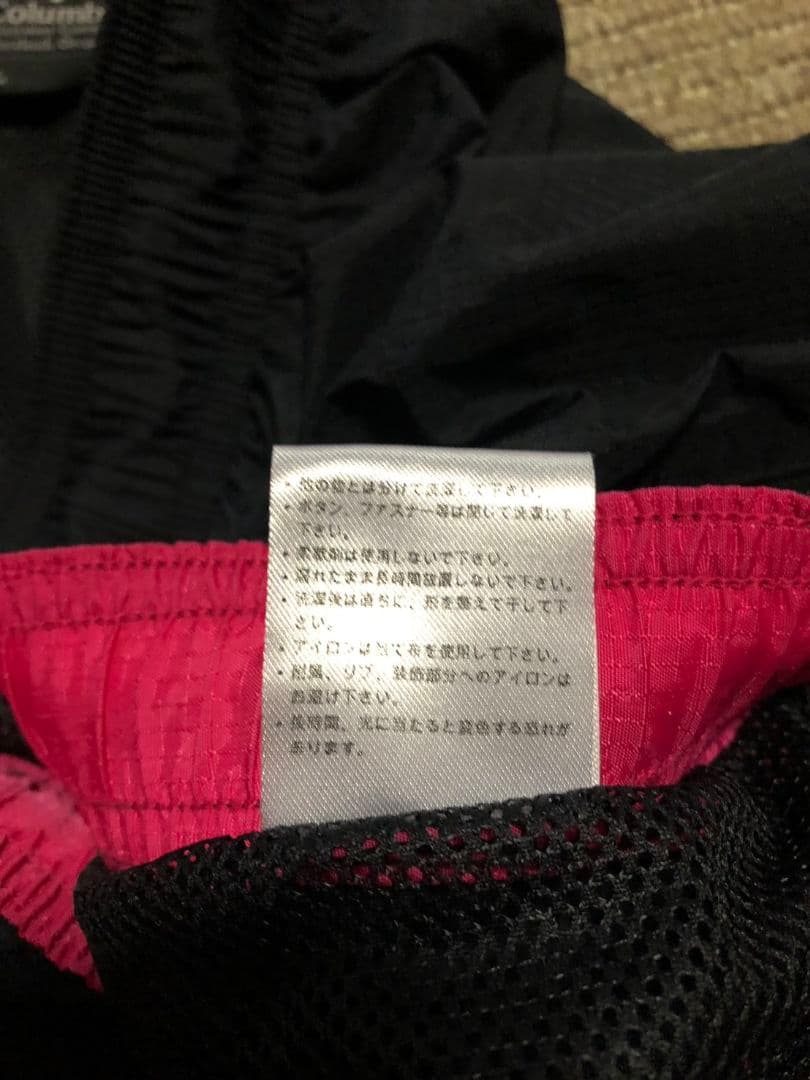 Columb
・他の物とは分けて洗濯して下さい。
・ボタン、ファスナー等は閉じて洗濯して
下さい。
・柔軟剤は使用しないで下さい。
・濡れたまま長時間放置しないで下さい。
・洗濯後は直ちに、形を整えて干して下
さい。
・アイロンは当て布を使用して下さい。
・附属、リブ、装飾部分へのアイロンは
お避け下さい。
・長時間、光に当たると変色する恐れが
あります。